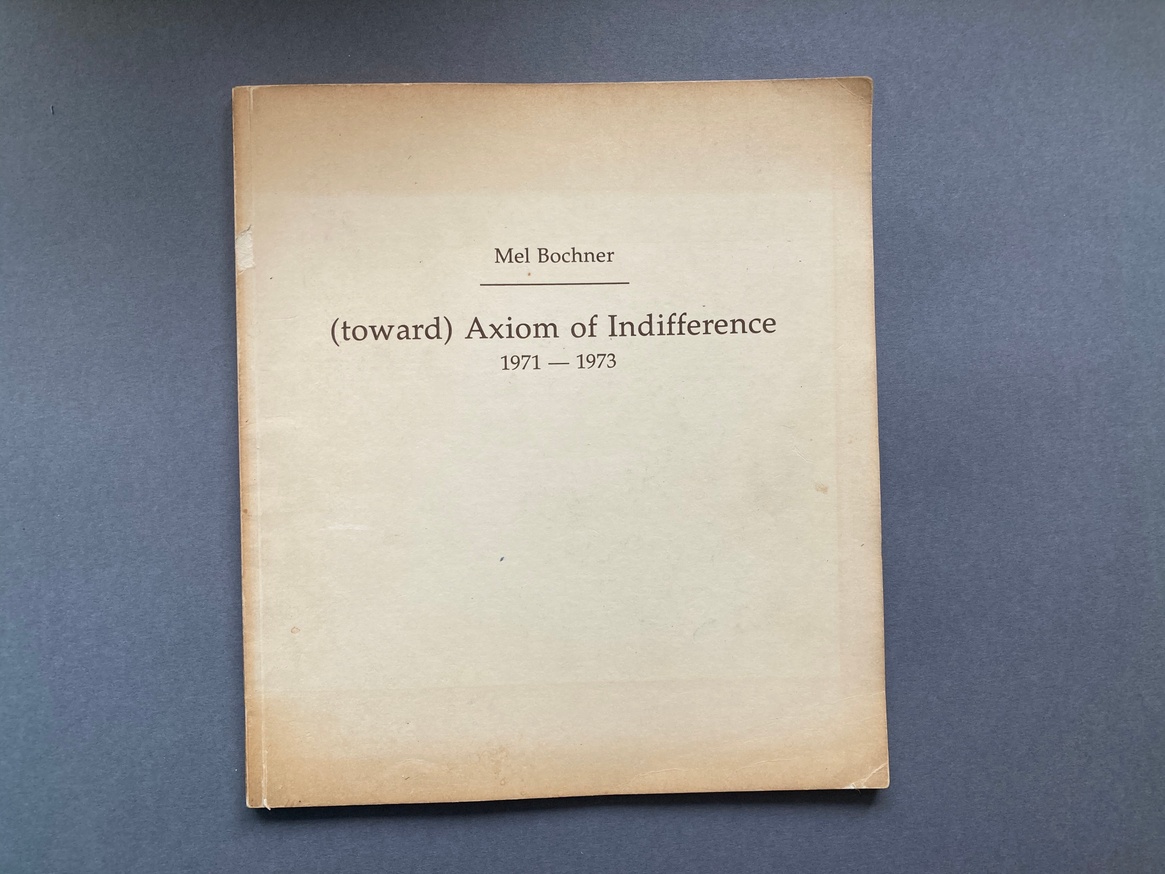 Mel Bochner
(toward) Axiom of Indifference
1971 — 1973